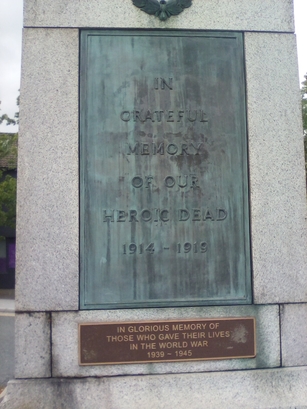 IN
GRATEFUL
MEMORY
OF OUR
HEROIC DEAD
1914 - 1919
IN GLORIOUS MEMORY OF
THOSE WHO GAVE THEIR LIVES
IN THE WORLD WAR
1939 - 1945